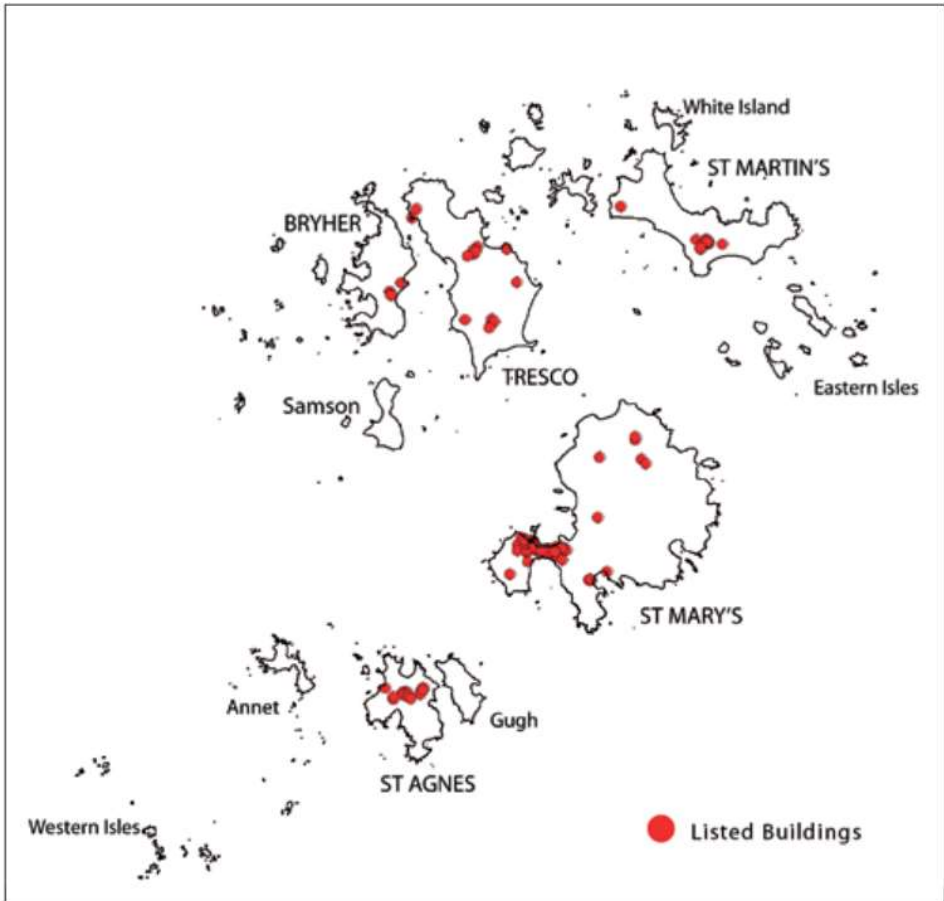 White Island
ST MARTIN'S
BRYHER
TRESCO
Eastern Isles
Samson
ST MARY'S
Annet
Gugh
ST AGNES
Western Isles
Listed Buildings